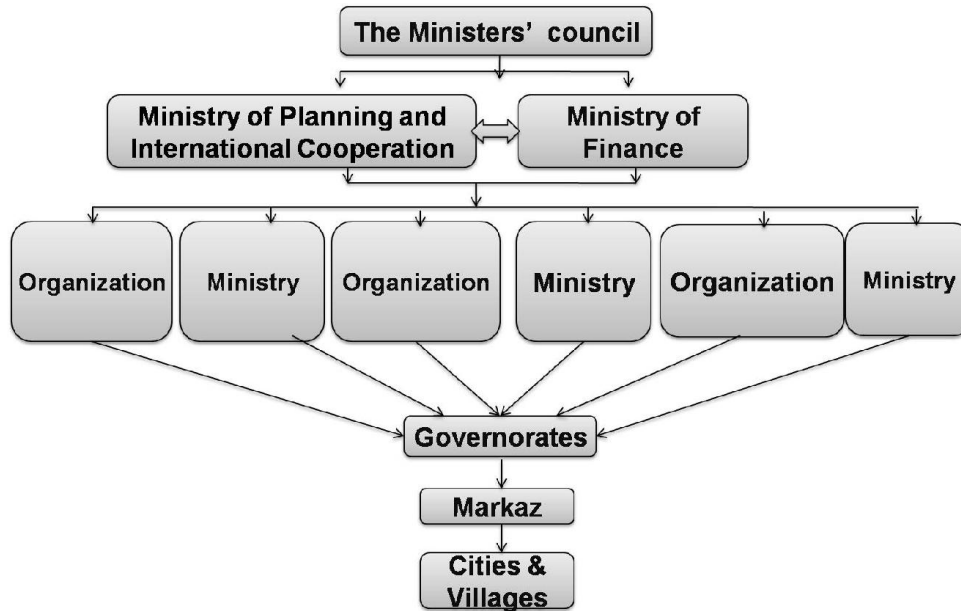 The Ministers' council
Ministry of Planning and
International Cooperation
Ministry of
Finance
Organization
Ministry
Organization
Ministry
Organization
Ministry
Governorates
Markaz
Cities &
Villages